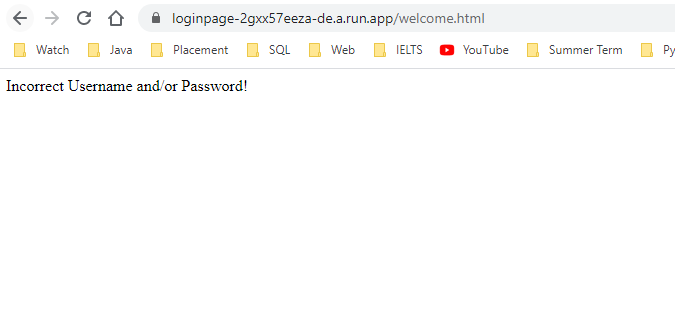 loginpage-2gxx57eeza-de.a.run.app/welcome.html
Watch Java Placement SQL Web IELTS YouTube Summer Term Py
Incorrect Username and/or Password!